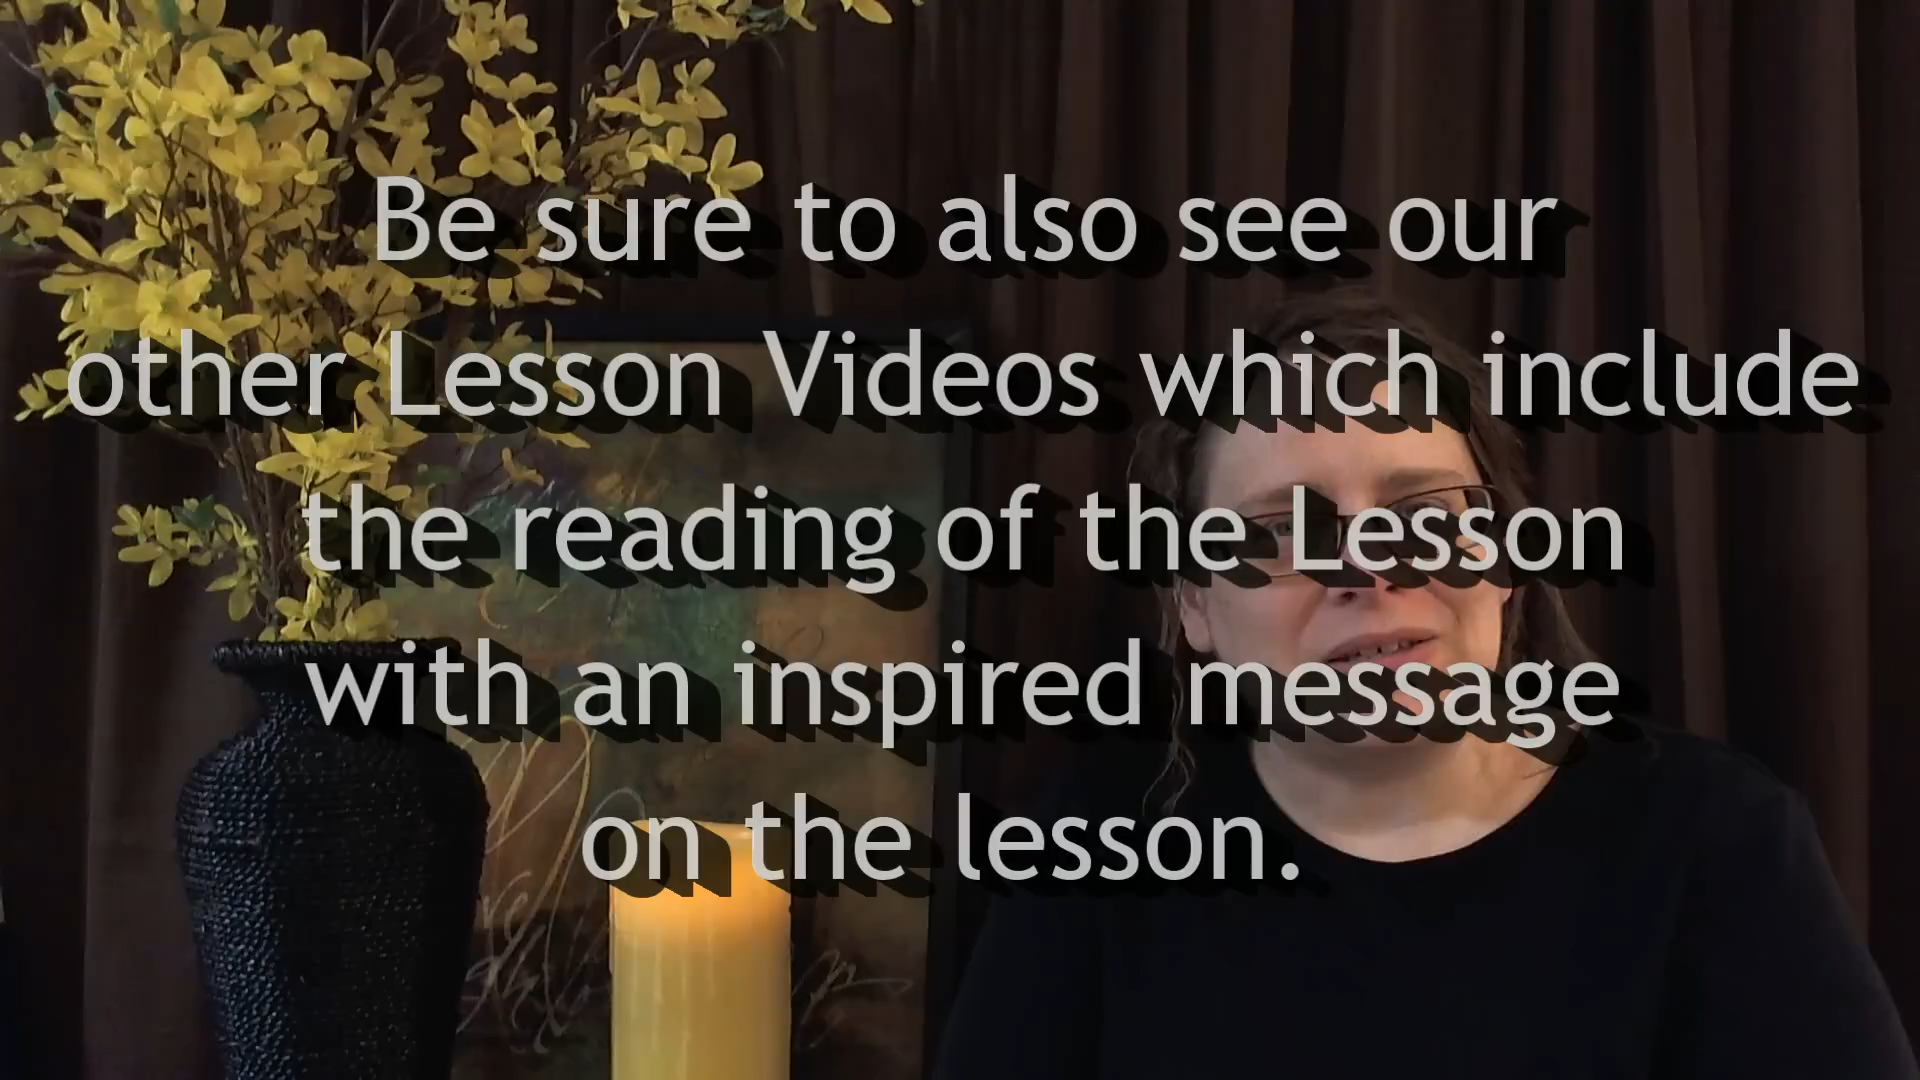 Be sure to also see our
other Lesson Videos which include
the reading of the Lesson
with an inspired message
on the lesson.